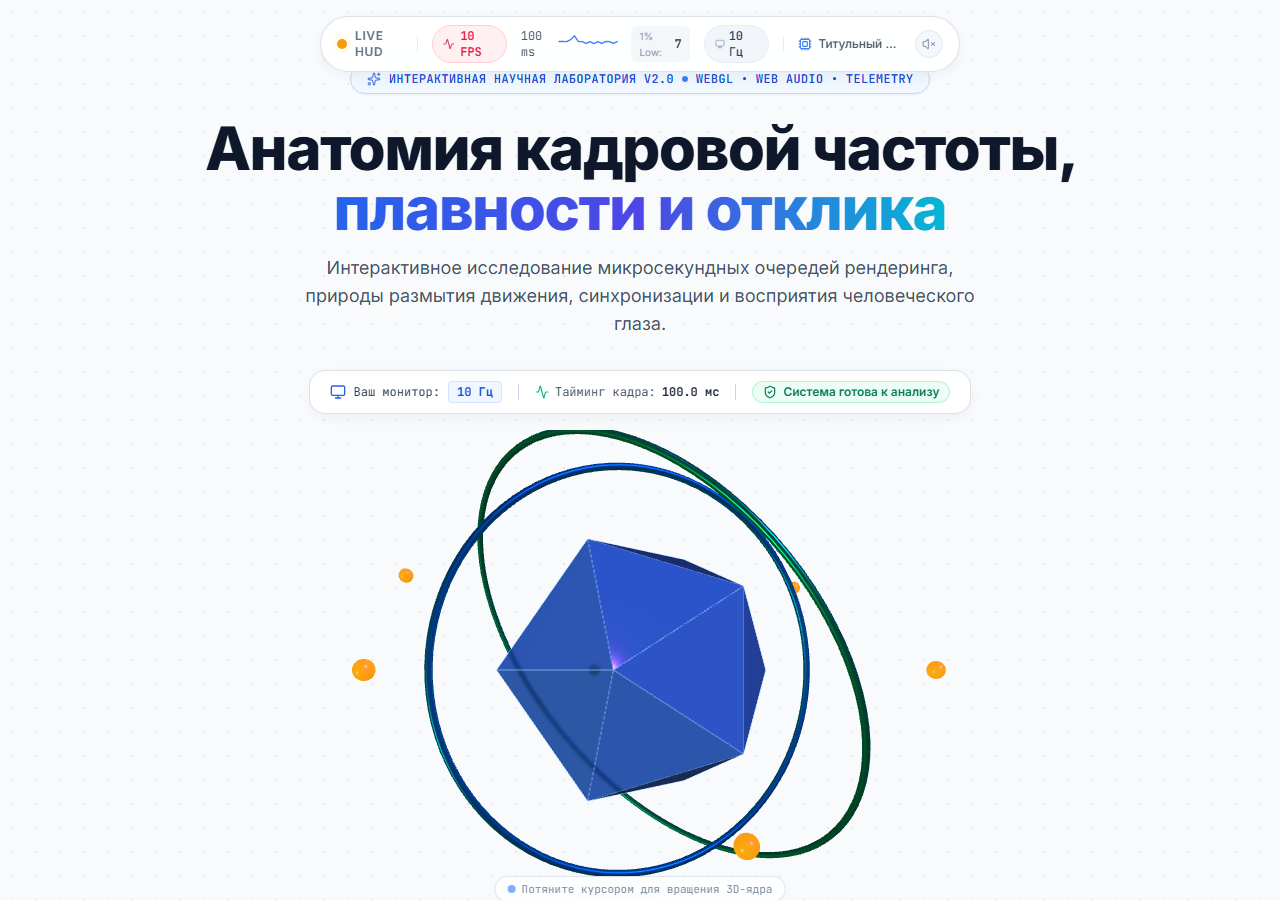 LIVE HUD
10 FPS
100 ms
1% Low: 7
10 Гц
Титульный ...
ИНТЕРАКТИВНАЯ НАУЧНАЯ ЛАБОРАТОРИЯ V2.0 ● WEBGL • WEB AUDIO • TELEMETRY
Анатомия кадровой частоты,
плавности и отклика
Интерактивное исследование микросекундных очередей рендеринга,
природы размытия движения, синхронизации и восприятия человеческого
глаза.
Ваш монитор: 10 Гц
Тайминг кадра: 100.0 мс
Система готова к анализу
Потяните курсором для вращения 3D-ядра